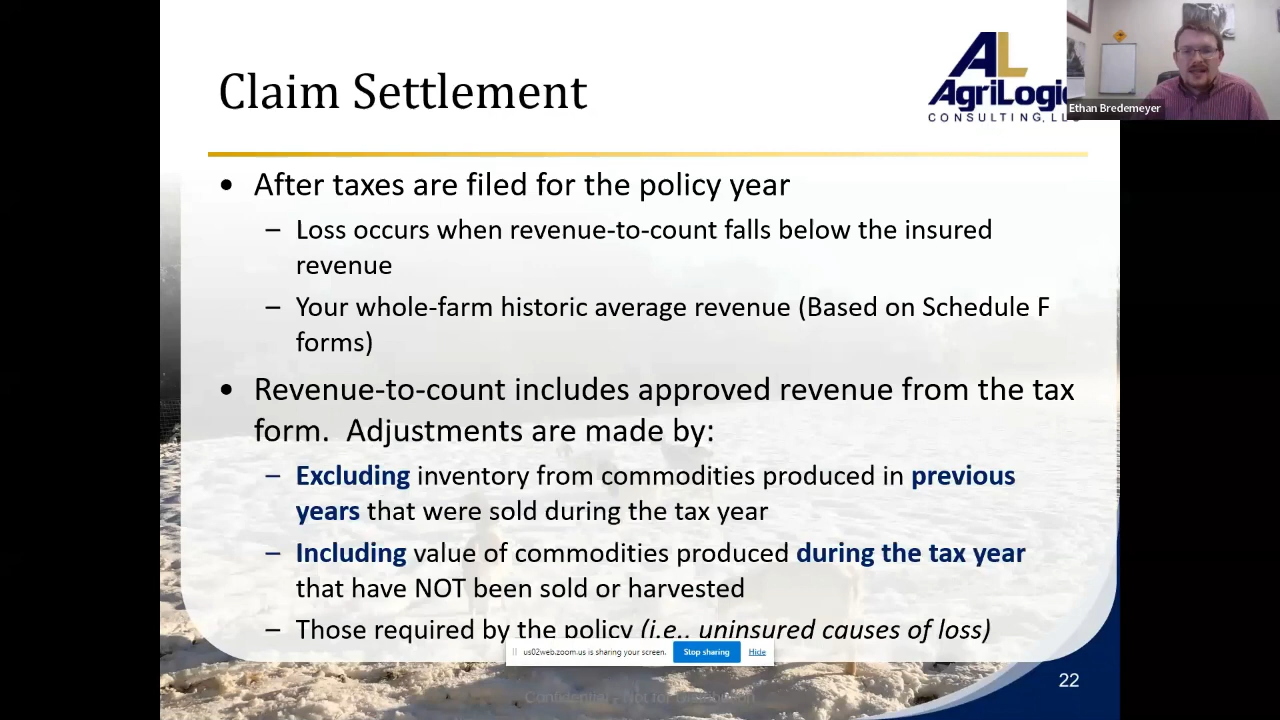 Claim Settlement
AL
AgriLogic
CONSULTING, LLC
Ethan Bredemeyer
• After taxes are filed for the policy year
– Loss occurs when revenue-to-count falls below the insured
revenue
– Your whole-farm historic average revenue (Based on Schedule F
forms)
• Revenue-to-count includes approved revenue from the tax
form. Adjustments are made by:
– Excluding inventory from commodities produced in previous
years that were sold during the tax year
– Including value of commodities produced during the tax year
that have NOT been sold or harvested
– Those required by the policy (i.e., uninsured causes of loss)
us02web.zoom.us is sharing your screen. Stop sharing Hide
22
Confidential - Not for Distribution